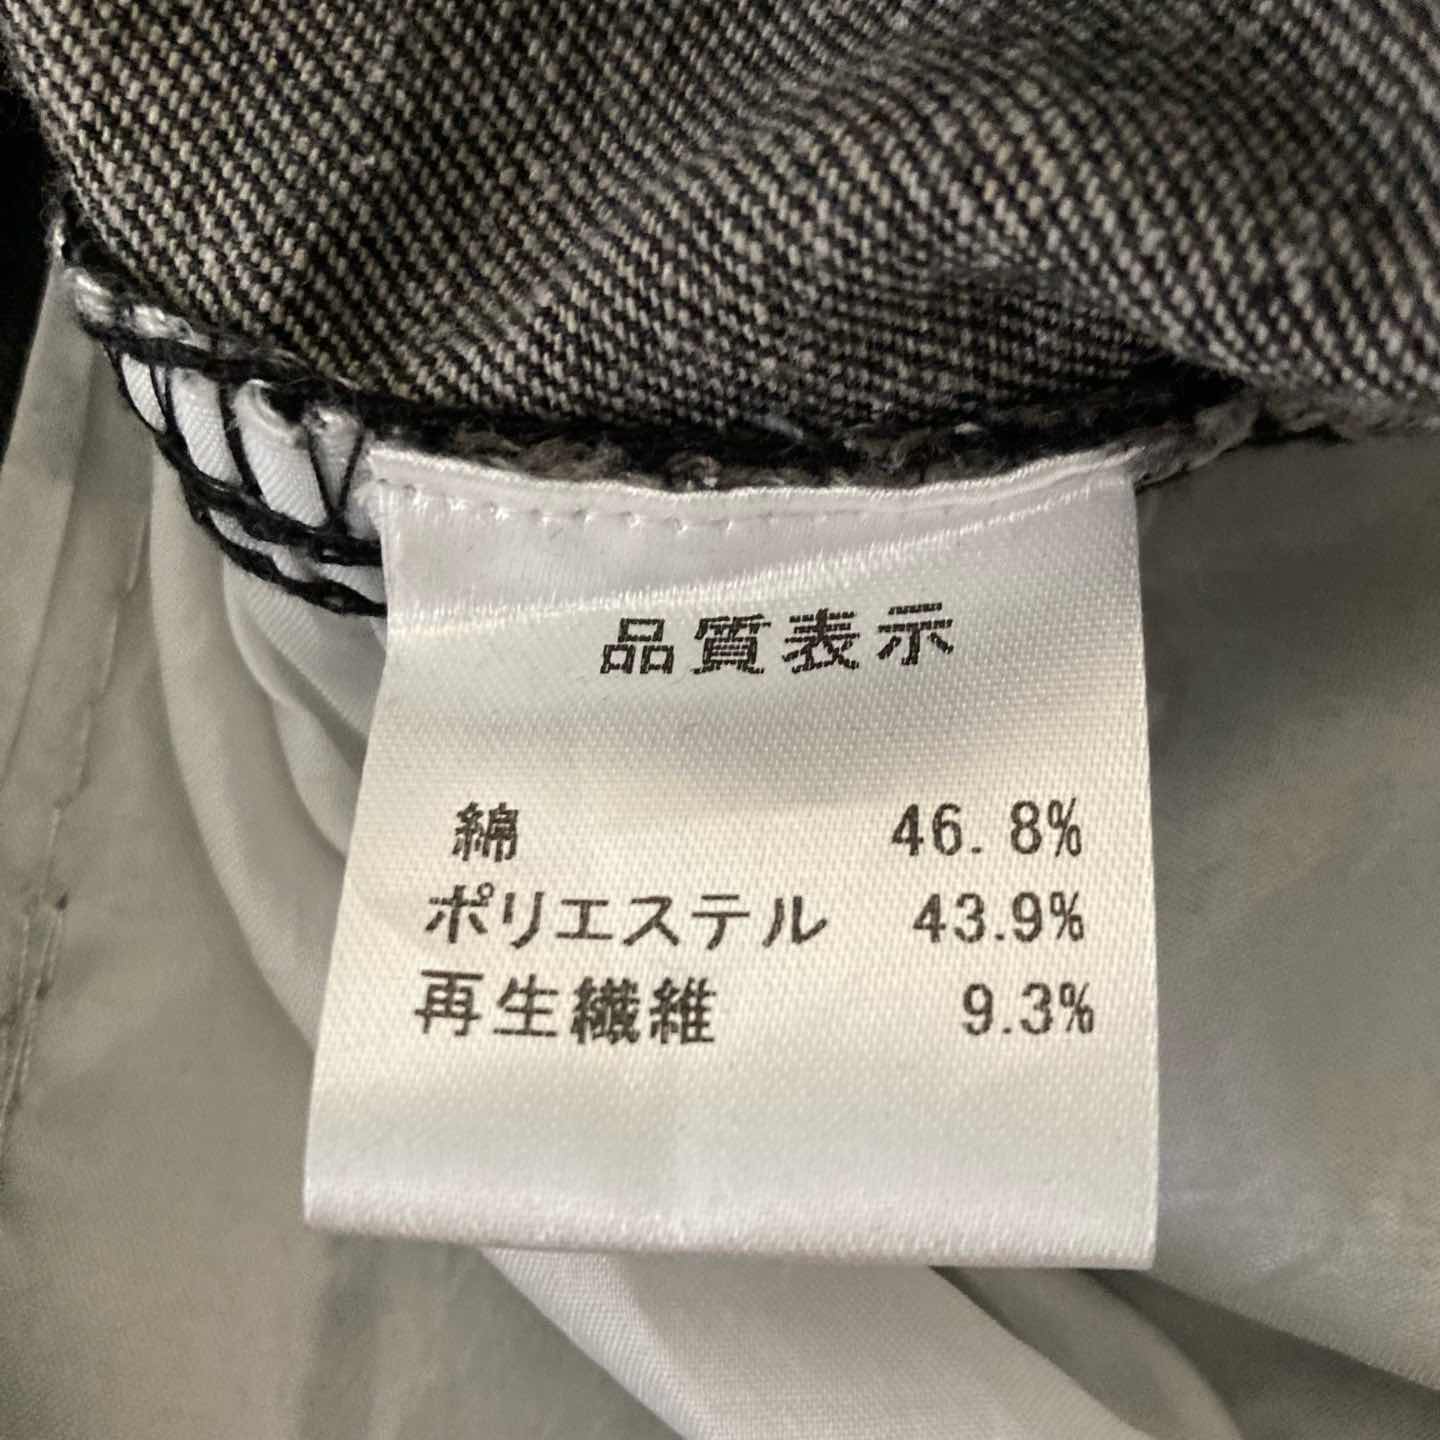 品質表示
綿 46.8%
ポリエステル 43.9%
再生繊維 9.3%